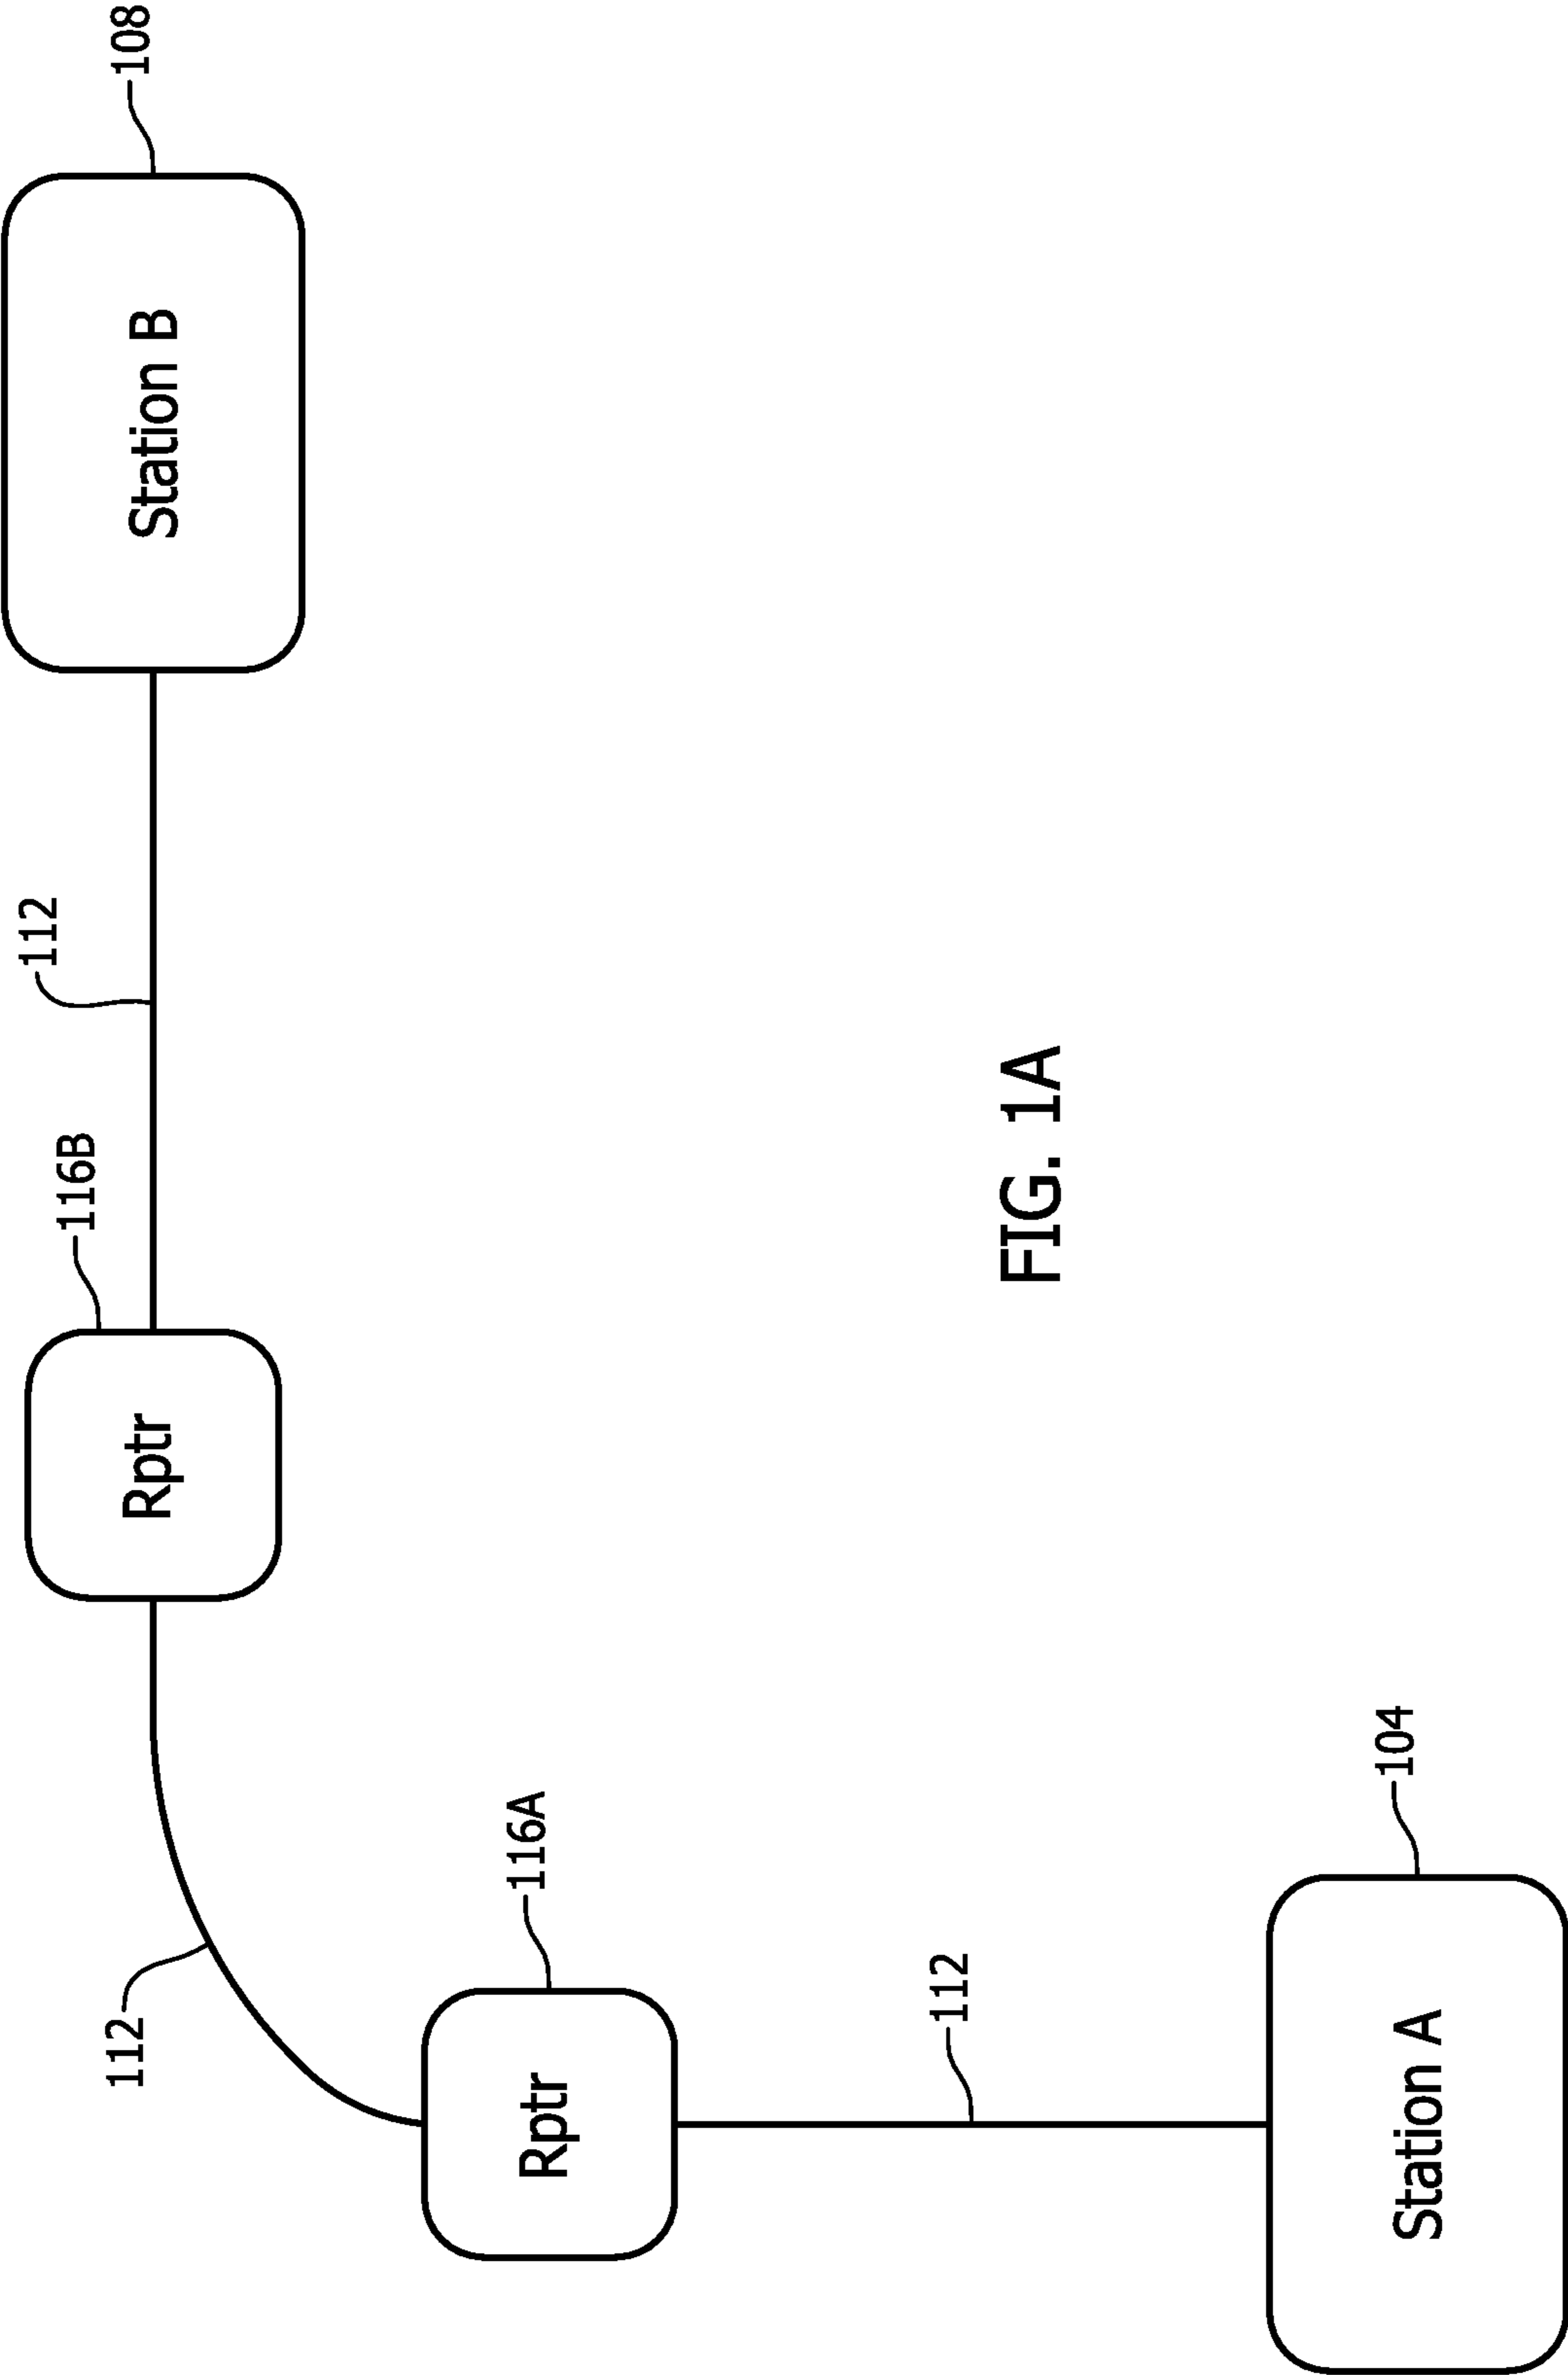 112
Rptr
116B
112
Station B
108
Rptr
116A
112
Station A
104
FIG. 1A